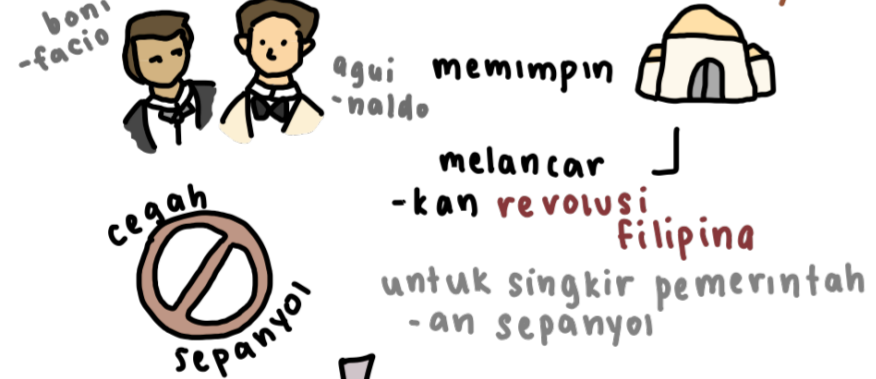 boni
-facio
agui
-naldo
memimpin
melancar
-kan revolusi
Filipina
cegah
sepanyol
untuk singkir pemerintah
-an sepanyol